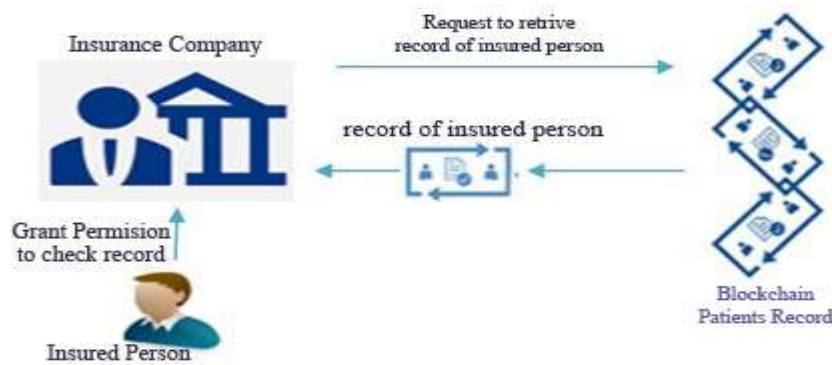 Insurance Company
Request to retrive
record of insured person
record of insured person
Grant Permision
to check record
Insured Person
Blockchain
Patients Record